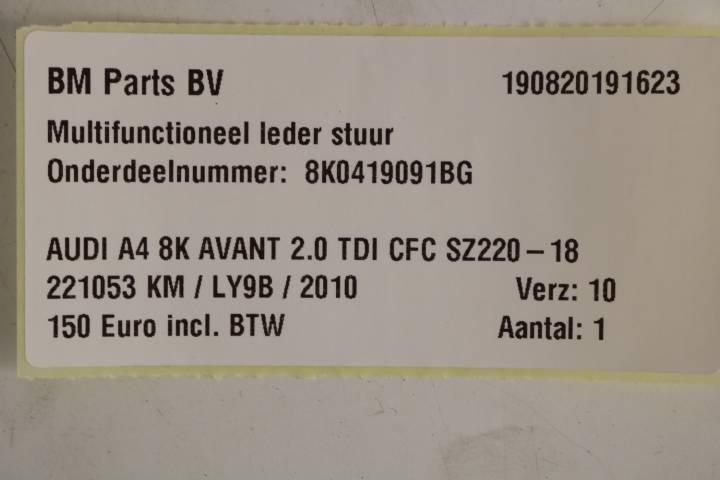 BM Parts BV 190820191623
Multifunctioneel leder stuur
Onderdeelnummer: 8K0419091BG
AUDI A4 8K AVANT 2.0 TDI CFC SZ220-18
221053 KM / LY9B / 2010 Verz: 10
150 Euro incl. BTW Aantal: 1